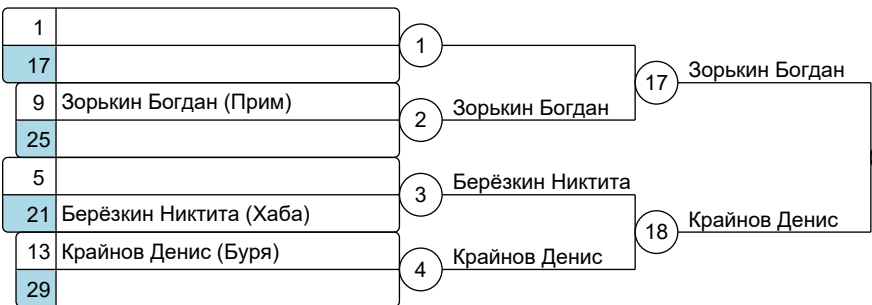 1
17
9 Зорькин Богдан (Прим)
25
5
21 Берёзкин Никтита (Хаба)
13 Крайнов Денис (Буря)
29
1
2 Зорькин Богдан
3 Берёзкин Никтита
4 Крайнов Денис
17 Зорькин Богдан
18 Крайнов Денис